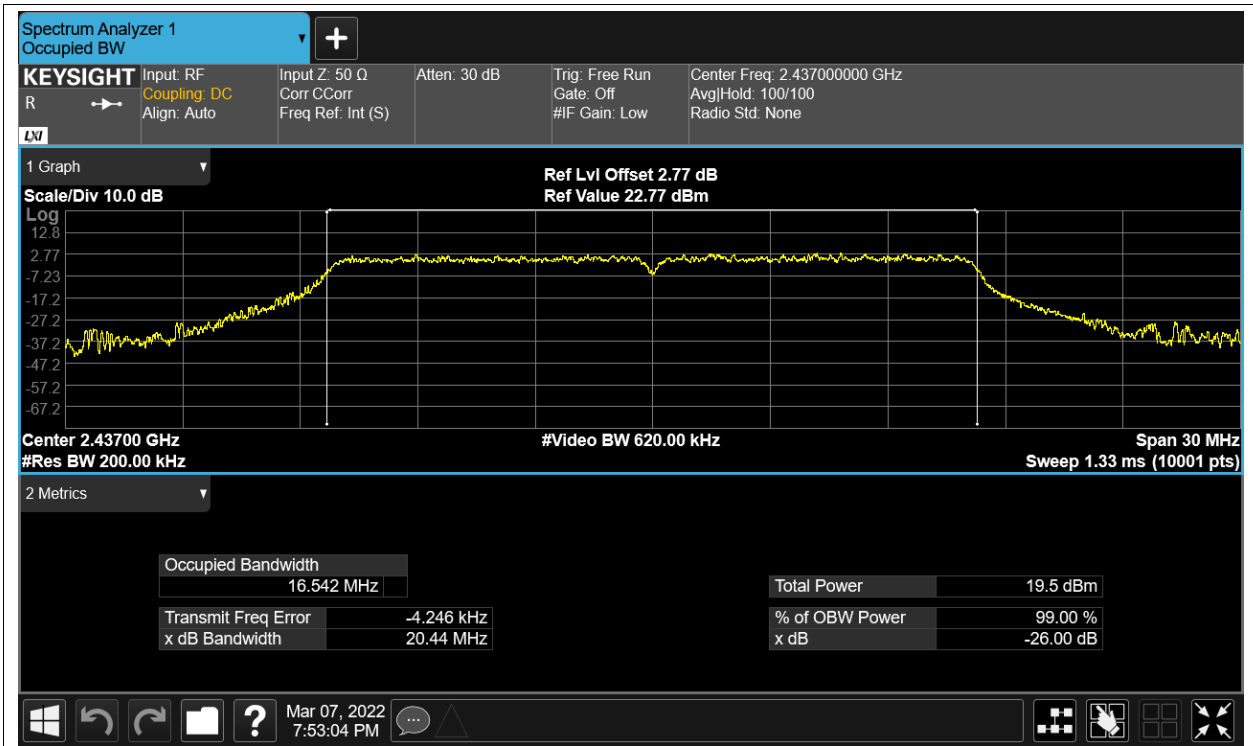 Spectrum Analyzer 1
Occupied BW
KEYSIGHT
R
LXI
Input: RF
Coupling: DC
Align: Auto
Input Z: 50 Ω
Corr CCorr
Freq Ref: Int (S)
Atten: 30 dB
Trig: Free Run
Gate: Off
#IF Gain: Low
Center Freq: 2.437000000 GHz
Avg|Hold: 100/100
Radio Std: None
1 Graph
Scale/Div 10.0 dB
Ref Lvl Offset 2.77 dB
Ref Value 22.77 dBm
Log
12.8
2.77
-7.23
-17.2
-27.2
-37.2
-47.2
-57.2
-67.2
Center 2.43700 GHz
#Video BW 620.00 kHz
Span 30 MHz
#Res BW 200.00 kHz
Sweep 1.33 ms (10001 pts)
2 Metrics
Occupied Bandwidth
16.542 MHz
Total Power 19.5 dBm
Transmit Freq Error -4.246 kHz
% of OBW Power 99.00 %
x dB Bandwidth 20.44 MHz
x dB -26.00 dB
?
Mar 07, 2022
7:53:04 PM